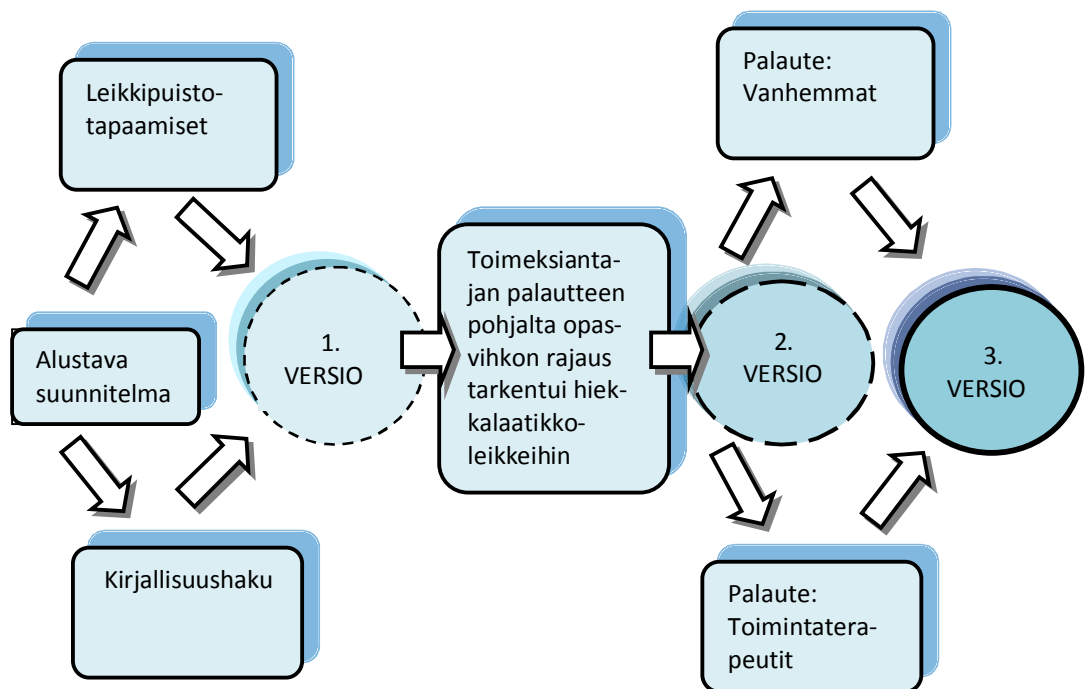 Leikkipuisto-
tapaamiset
Alustava
suunnitelma
Kirjallisuushaku
1.
VERSIO
Toimeksianta-
jan palautteen
pohjalta opas-
vihkon rajaus
tarkentui hiek-
kalaatikko-
leikkeihin
2.
VERSIO
Palaute:
Vanhemmat
Palaute:
Toimintatera-
peutit
3.
VERSIO